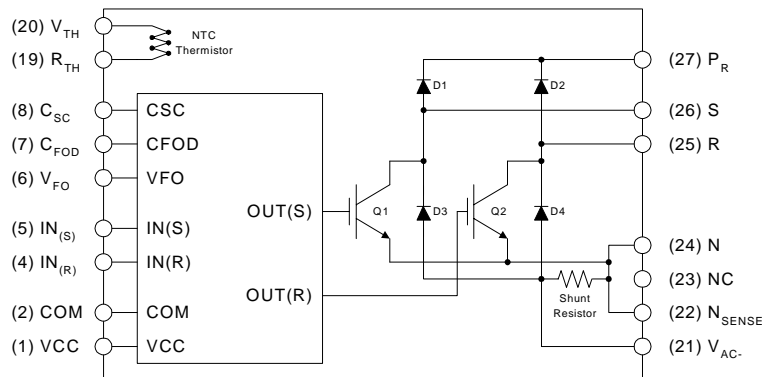 (20) V_TH
NTC
Thermistor
(19) R_TH
(8) C_SC
(7) C_FOD
(6) V_FO
(5) IN_(S)
(4) IN_(R)
(2) COM
(1) VCC
CSC
CFOD
VFO
IN(S)
IN(R)
COM
VCC
OUT(S)
OUT(R)
D1
D2
Q1
D3
Q2
D4
Shunt
Resistor
(27) P_R
(26) S
(25) R
(24) N
(23) NC
(22) N_SENSE
(21) V_AC-